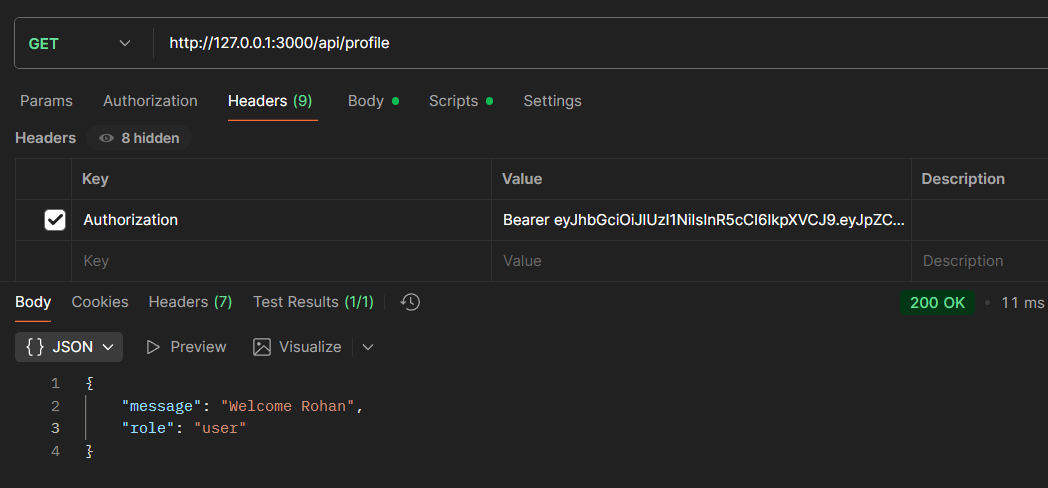 GET http://127.0.0.1:3000/api/profile
Params Authorization Headers (9) Body Scripts Settings
Headers 8 hidden
Key Value Description
Authorization Bearer eyJhbGciOiJIUzI1NiIsInR5cCI6IkpXVCJ9.eyJpZC...
Key Value Description
Body Cookies Headers (7) Test Results (1/1) 200 OK • 11 ms
{} JSON Preview Visualize
1 {
2 "message": "Welcome Rohan",
3 "role": "user"
4 }